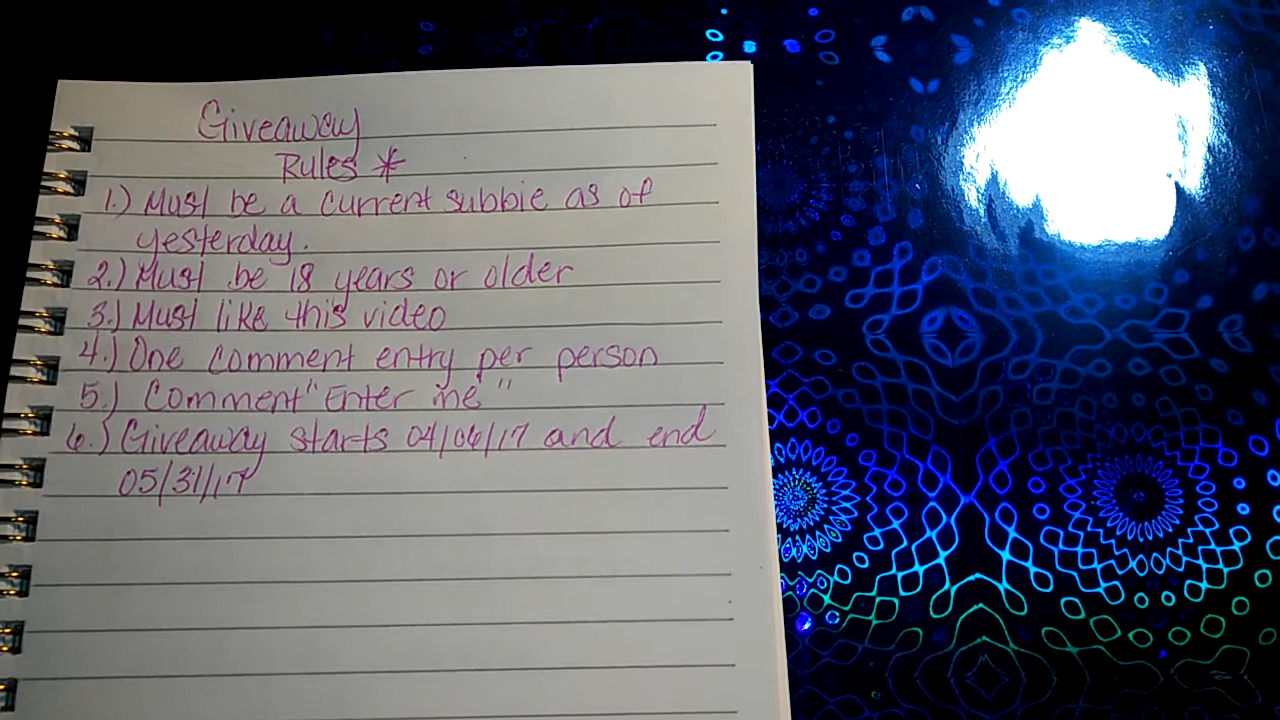 Giveaway
Rules *
1.) Must be a current subbie as of
yesterday.
2.) Must be 18 years or older
3.) Must like this video
4.) One comment entry per person
5.) Comment "Enter me"
6.) Giveaway starts 04/06/17 and end
05/31/17